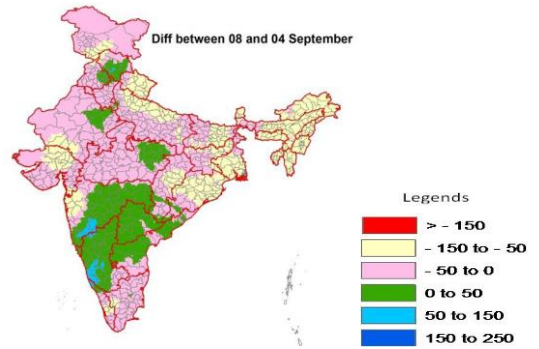 Diff between 08 and 04 September
Legends
> - 150
- 150 to - 50
- 50 to 0
0 to 50
50 to 150
150 to 250